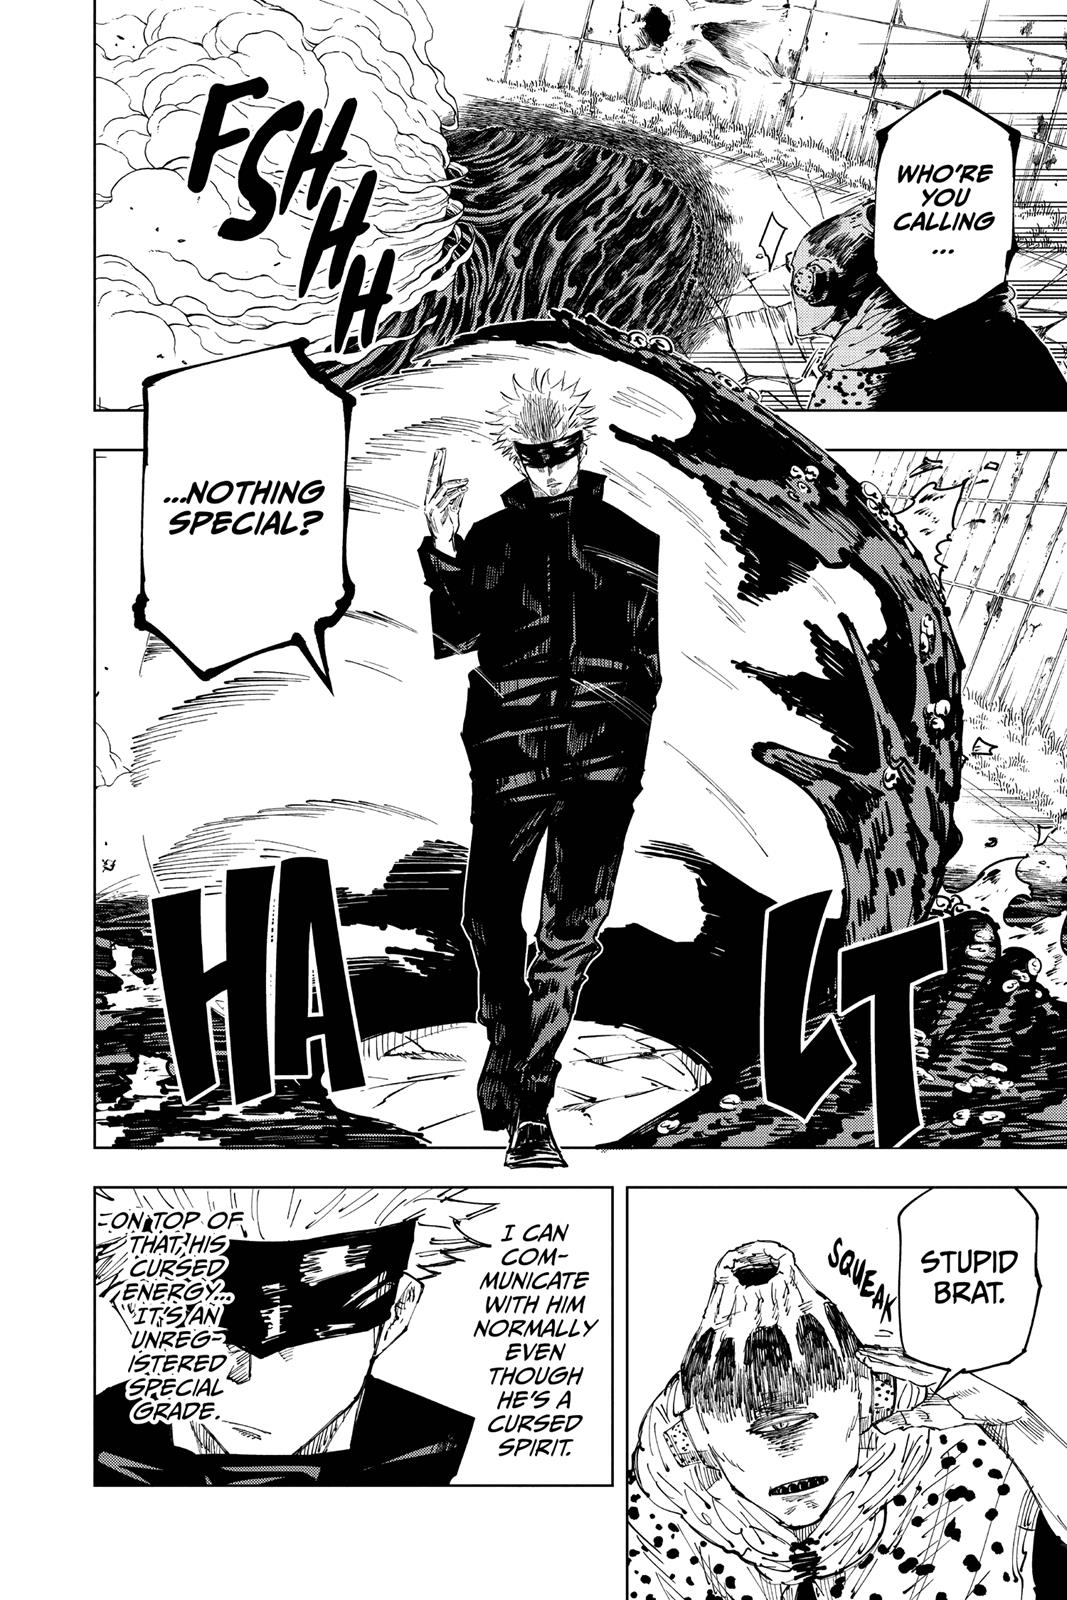 WHO'RE
YOU
CALLING
...
FSHHHH
...NOTHING
SPECIAL?
HALT
STUPID
BRAT.
SQUEAK
I CAN
COM-
MUNICATE
WITH HIM
NORMALLY
EVEN
THOUGH
HE'S A
CURSED
SPIRIT.
ON TOP OF
THAT, HIS
CURSED
ENERGY...
IT'S AN
UNREG-
ISTERED
SPECIAL
GRADE.